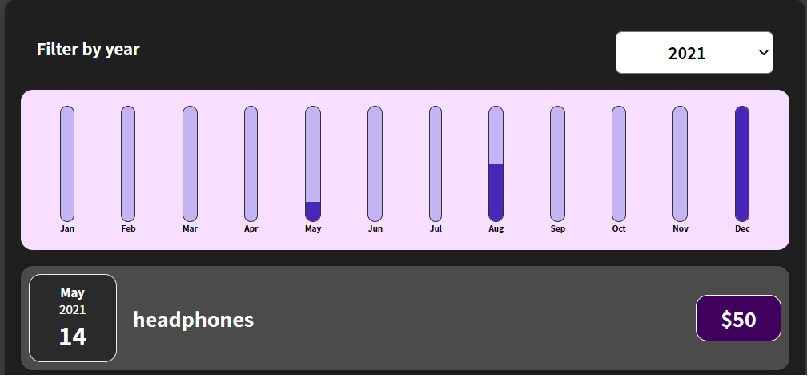 Filter by year
2021
Jan Feb Mar Apr May Jun Jul Aug Sep Oct Nov Dec
May
2021
14
headphones
$50